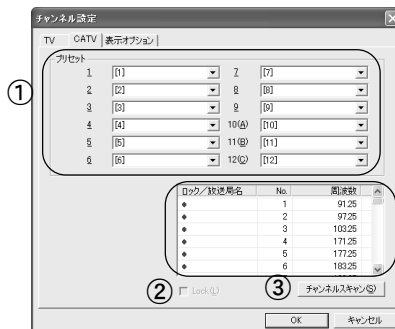 チャンネル設定
TV CATV 表示オプション
プリセット
① 
1 [1] 7 [7]
2 [2] 8 [8]
3 [3] 9 [9]
4 [4] 10(A) [10]
5 [5] 11(B) [11]
6 [6] 12(C) [12]
ロック/放送局名 No. 周波数
1 91.25
2 97.25
3 103.25
4 171.25
5 177.25
6 183.25
② Lock(L) ③ チャンネルスキャン(S)
OK キャンセル